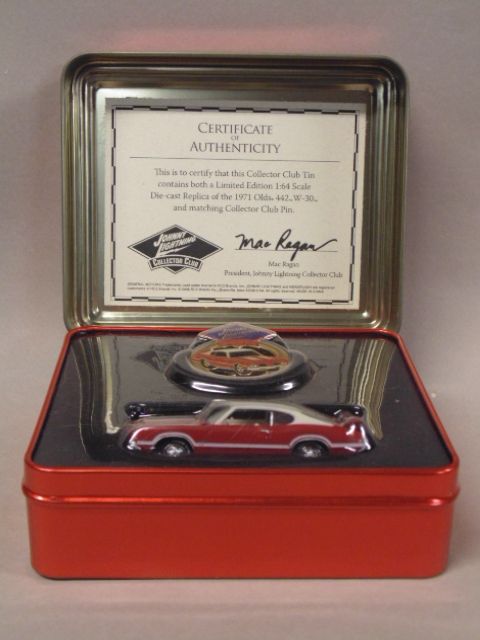 CERTIFICATE
OF
AUTHENTICITY
This is to certify that this Collector Club Tin
contains both a Limited Edition 1:64 Scale
Die-cast Replica of the 1971 Olds. 442, W-30,
and matching Collector Club Pin.
JOHNNY
LIGHTNING
COLLECTOR CLUB
Mac Ragan
Mac Ragan
President, Johnny Lightning Collector Club